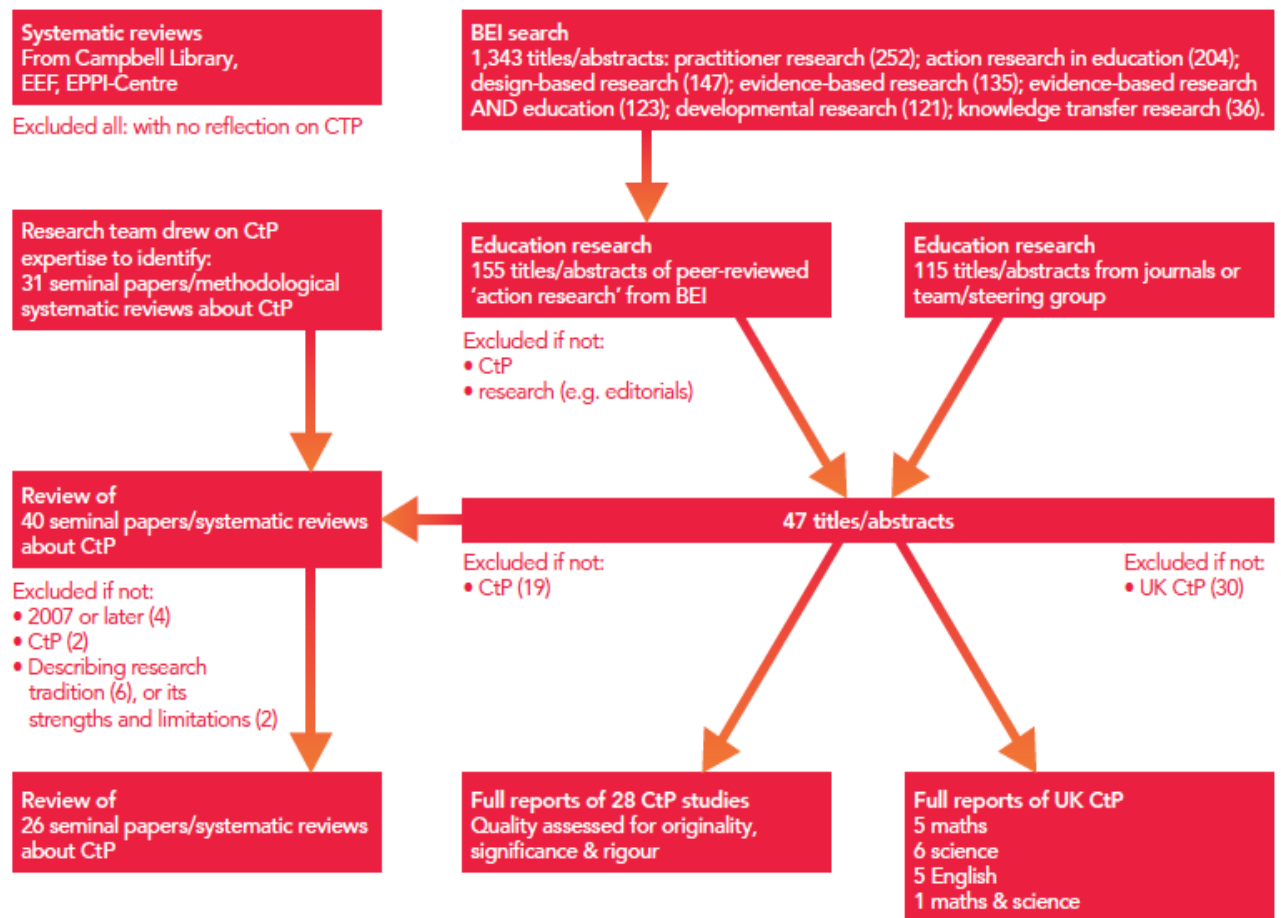 Systematic reviews
From Campbell Library,
EEF, EPPI-Centre
Excluded all: with no reflection on CTP
BEI search
1,343 titles/abstracts: practitioner research (252); action research in education (204);
design-based research (147); evidence-based research (135); evidence-based research
AND education (123); developmental research (121); knowledge transfer research (36).
Research team drew on CtP
expertise to identify:
31 seminal papers/methodological
systematic reviews about CtP
Education research
155 titles/abstracts of peer-reviewed
‘action research’ from BEI
Education research
115 titles/abstracts from journals or
team/steering group
Excluded if not:
• CtP
• research (e.g. editorials)
Review of
40 seminal papers/systematic reviews
about CtP
47 titles/abstracts
Excluded if not:
• 2007 or later (4)
• CtP (2)
• Describing research
tradition (6), or its
strengths and limitations (2)
Excluded if not:
• CtP (19)
Excluded if not:
• UK CtP (30)
Review of
26 seminal papers/systematic reviews
about CtP
Full reports of 28 CtP studies
Quality assessed for originality,
significance & rigour
Full reports of UK CtP
5 maths
6 science
5 English
1 maths & science